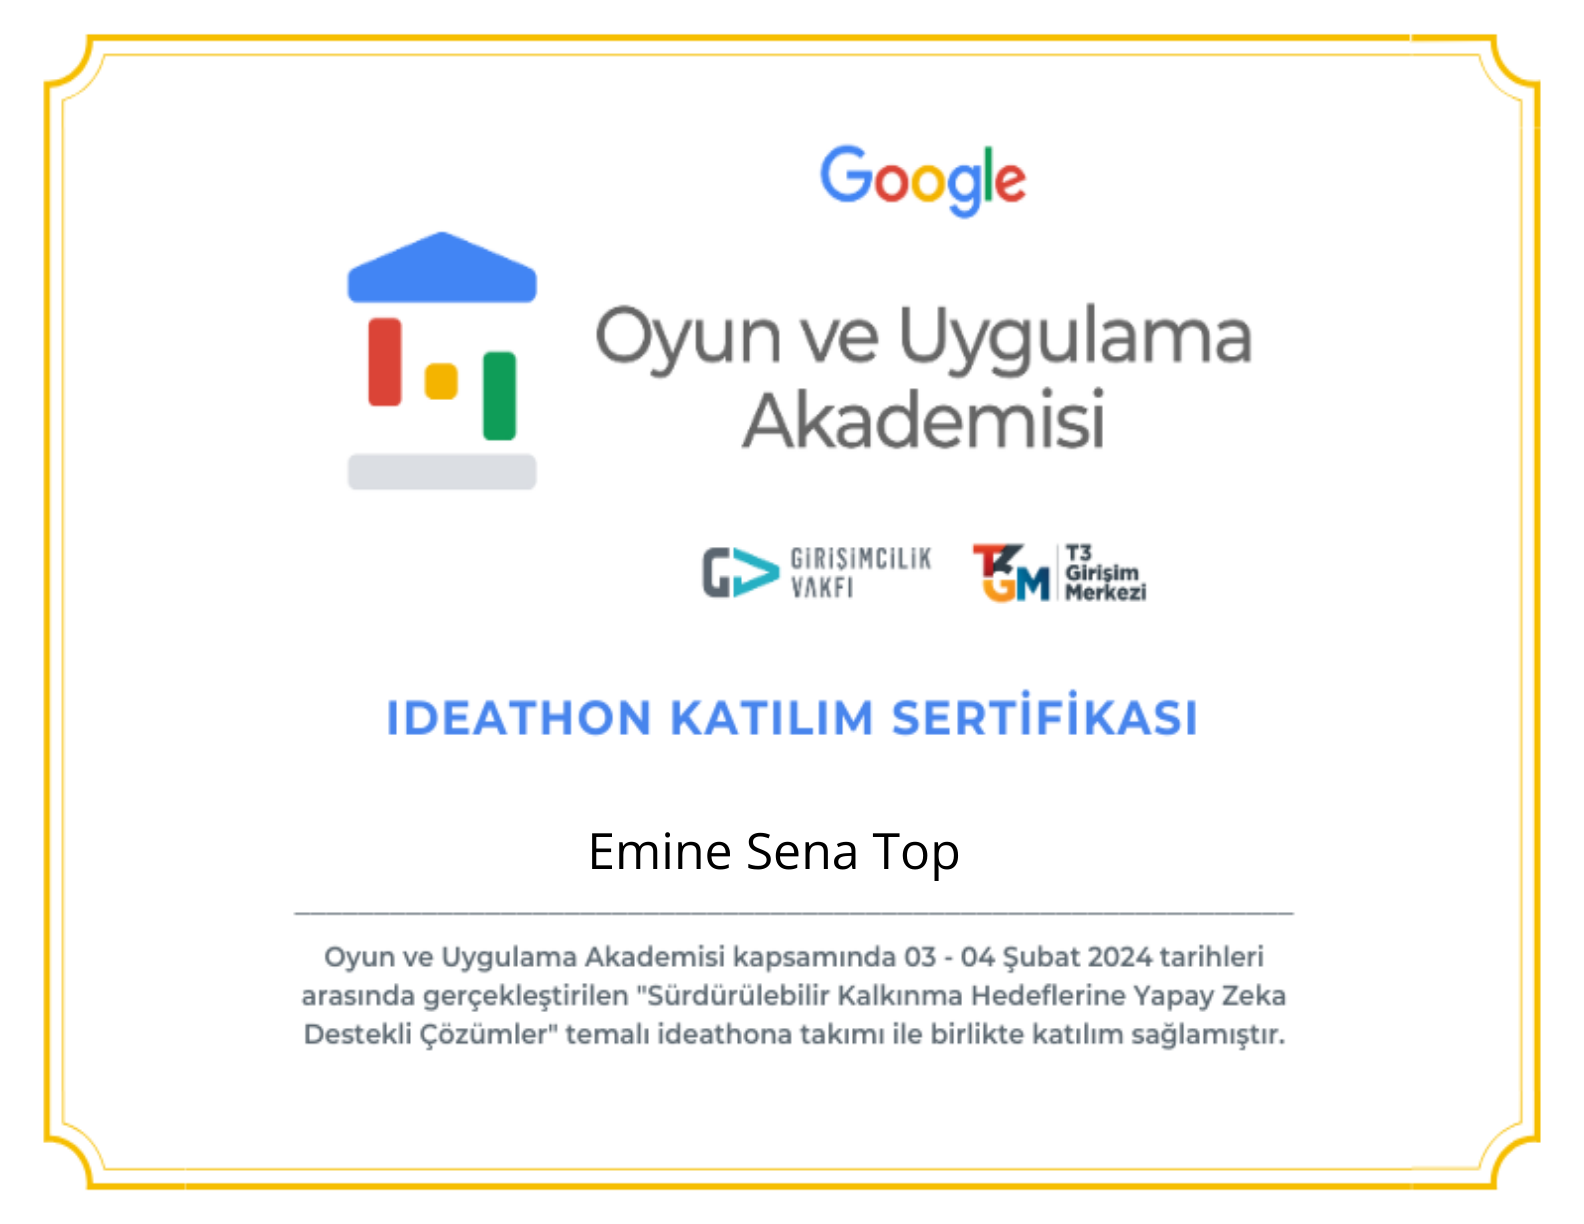 Google
Oyun ve Uygulama
Akademisi
GİRİŞİMCİLİK
VAKFI
T3
Girişim
Merkezi
T3GM
IDEATHON KATILIM SERTİFİKASI
Emine Sena Top
Oyun ve Uygulama Akademisi kapsamında 03 - 04 Şubat 2024 tarihleri
arasında gerçekleştirilen "Sürdürülebilir Kalkınma Hedeflerine Yapay Zeka
Destekli Çözümler" temalı ideathona takımı ile birlikte katılım sağlamıştır.